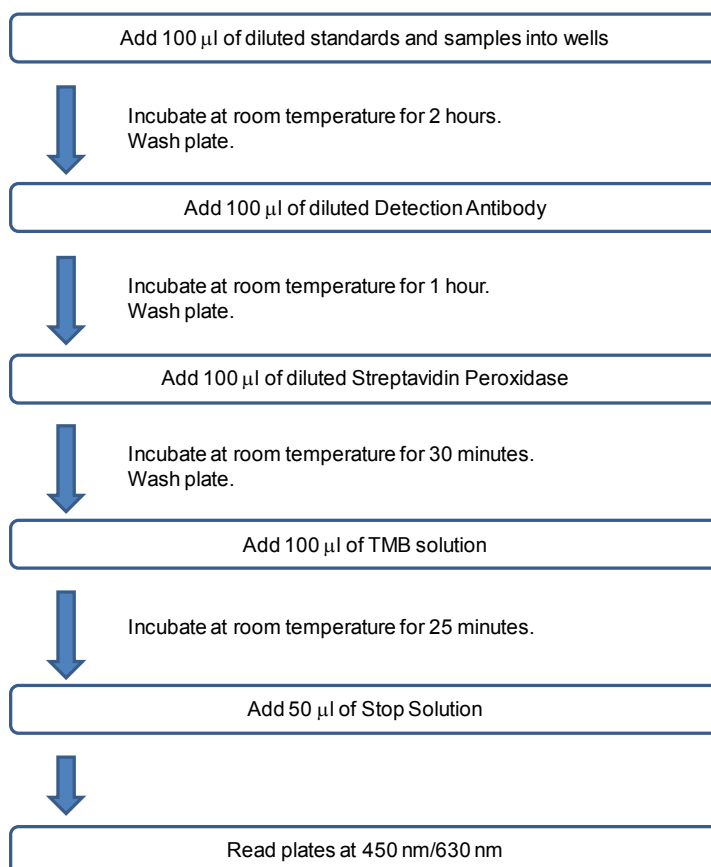 Add 100 μl of diluted standards and samples into wells
Incubate at room temperature for 2 hours.
Wash plate.
Add 100 μl of diluted Detection Antibody
Incubate at room temperature for 1 hour.
Wash plate.
Add 100 μl of diluted Streptavidin Peroxidase
Incubate at room temperature for 30 minutes.
Wash plate.
Add 100 μl of TMB solution
Incubate at room temperature for 25 minutes.
Add 50 μl of Stop Solution
Read plates at 450 nm/630 nm